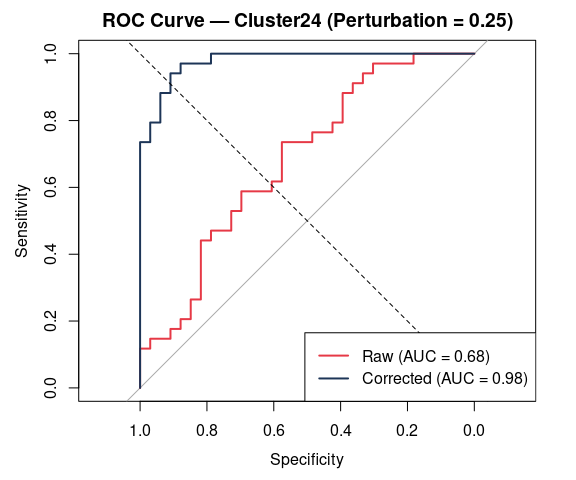 ROC Curve — Cluster24 (Perturbation = 0.25)
Sensitivity
1.0
0.8
0.6
0.4
0.2
0.0
Raw (AUC = 0.68)
Corrected (AUC = 0.98)
1.0 0.8 0.6 0.4 0.2 0.0
Specificity